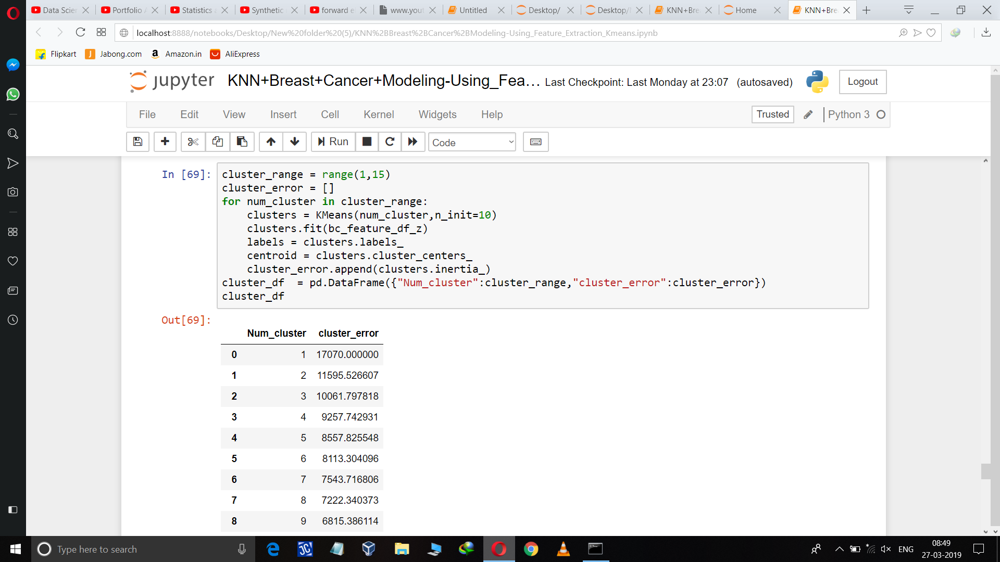 Data Scien
Portfolio A
Statistics a
Synthetic
forward e
www.yout
Untitled
Desktop/
Desktop/
KNN+Bre
Home
KNN+Bre
localhost:8888/notebooks/Desktop/New%20folder%20(5)/KNN%2BBreast%2BCancer%2BModeling-Using_Feature_Extraction_Kmeans.ipynb
Flipkart Jabong.com Amazon.in AliExpress
jupyter KNN+Breast+Cancer+Modeling-Using_Fea... Last Checkpoint: Last Monday at 23:07 (autosaved) Logout
File Edit View Insert Cell Kernel Widgets Help Trusted Python 3
Run Code
In [69]: cluster_range = range(1,15)
cluster_error = []
for num_cluster in cluster_range:
    clusters = KMeans(num_cluster,n_init=10)
    clusters.fit(bc_feature_df_z)
    labels = clusters.labels_
    centroid = clusters.cluster_centers_
    cluster_error.append(clusters.inertia_)
cluster_df  = pd.DataFrame({"Num_cluster":cluster_range,"cluster_error":cluster_error})
cluster_df
Out[69]:
Num_cluster cluster_error
0 1 17070.000000
1 2 11595.526607
2 3 10061.797818
3 4 9257.742931
4 5 8557.825548
5 6 8113.304096
6 7 7543.716806
7 8 7222.340373
8 9 6815.386114
Type here to search ENG 08:49
27-03-2019